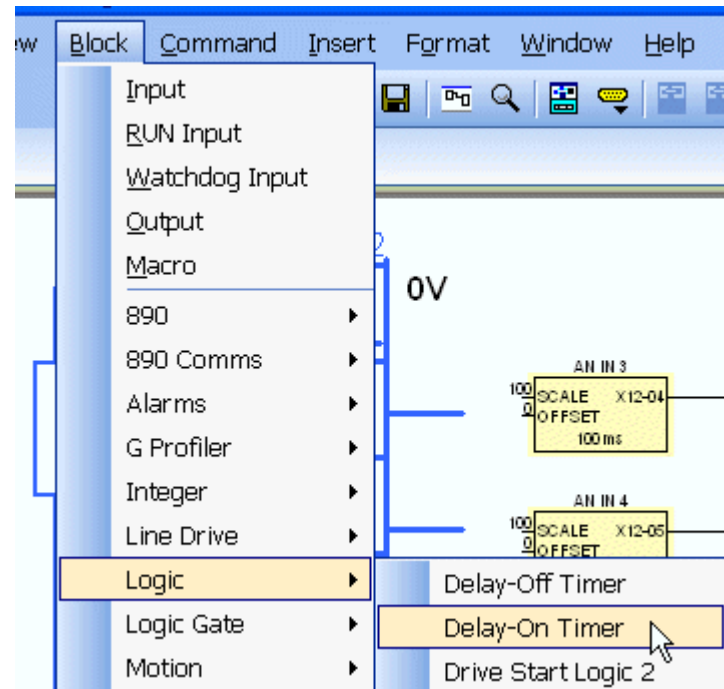 ew Block Command Insert Format Window Help
Input
RUN Input
Watchdog Input
Output
Macro
2
0V
890
890 Comms
Alarms
G Profiler
Integer
Line Drive
Logic
Logic Gate
Motion
AN IN 3
100 SCALE X12-04
0 OFFSET
100 ms
AN IN 4
100 SCALE X12-05
0 OFFSET
Delay-Off Timer
Delay-On Timer
Drive Start Logic 2